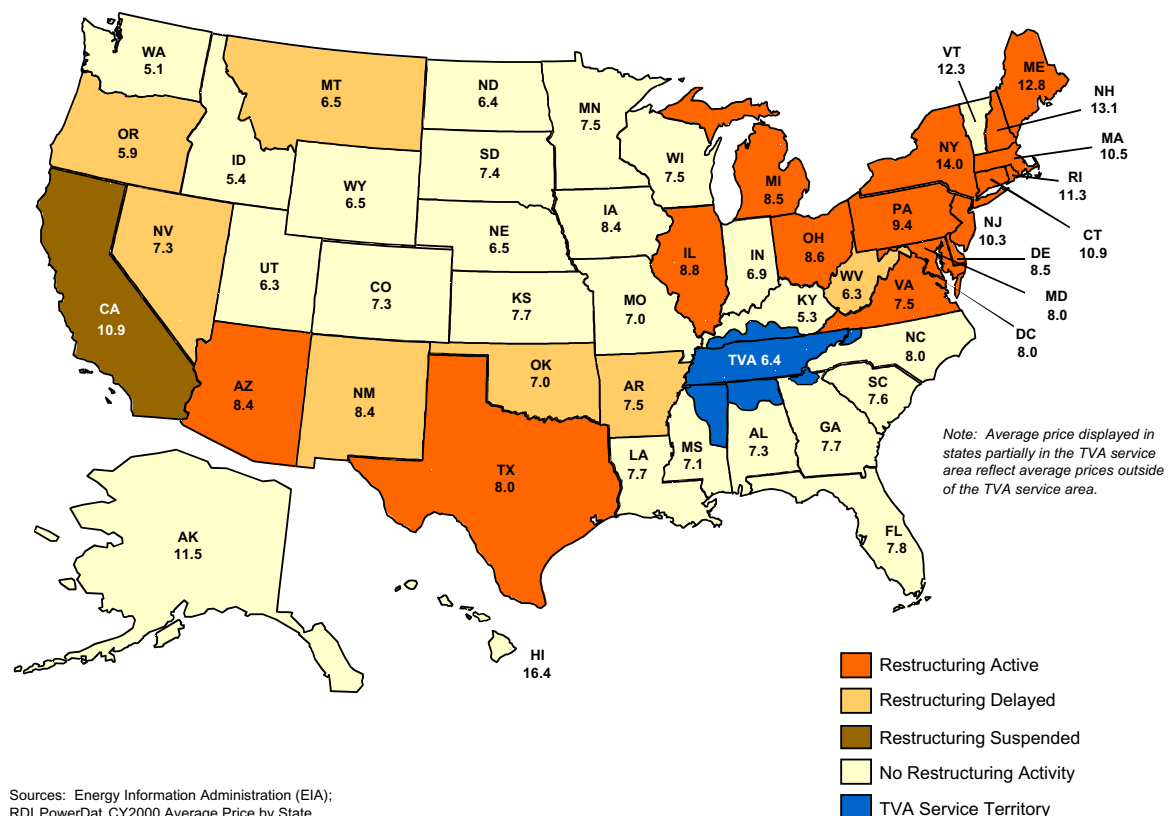 WA
5.1
MT
6.5
ND
6.4
MN
7.5
VT
12.3
ME
12.8
NH
13.1
OR
5.9
ID
5.4
WY
6.5
SD
7.4
WI
7.5
MI
8.5
NY
14.0
MA
10.5
RI
11.3
CT
10.9
NJ
10.3
PA
9.4
NV
7.3
UT
6.3
CO
7.3
NE
6.5
IA
8.4
IL
8.8
IN
6.9
OH
8.6
WV
6.3
VA
7.5
DE
8.5
MD
8.0
DC
8.0
CA
10.9
KS
7.7
MO
7.0
KY
5.3
NC
8.0
TVA 6.4
AZ
8.4
NM
8.4
OK
7.0
AR
7.5
SC
7.6
TX
8.0
LA
7.7
MS
7.1
AL
7.3
GA
7.7
FL
7.8
Note: Average price displayed in
states partially in the TVA service
area reflect average prices outside
of the TVA service area.
AK
11.5
HI
16.4
Restructuring Active
Restructuring Delayed
Restructuring Suspended
No Restructuring Activity
TVA Service Territory
Sources: Energy Information Administration (EIA);
RDI PowerDat, CY2000 Average Price by State